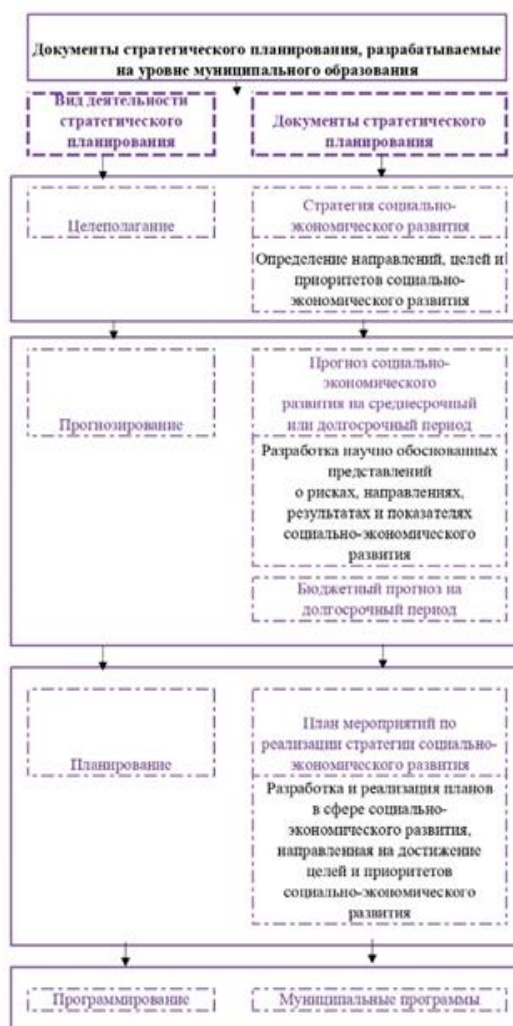 Документы стратегического планирования, разрабатываемые
на уровне муниципального образования
Вид деятельности
стратегического
планирования
Документы стратегического
планирования
Целеполагание
Стратегия социально-
экономического развития
Определение направлений, целей и
приоритетов социально-
экономического развития
Прогнозирование
Прогноз социально-
экономического
развития на среднесрочный
или долгосрочный период
Разработка научно обоснованных
представлений
о рисках, направлениях,
результатах и показателях
социально-экономического
развития
Бюджетный прогноз на
долгосрочный период
Планирование
План мероприятий по
реализации стратегии социально-
экономического развития
Разработка и реализация планов
в сфере социально-
экономического развития,
направленная на достижение
целей и приоритетов
социально-экономического
развития
Программирование
Муниципальные программы